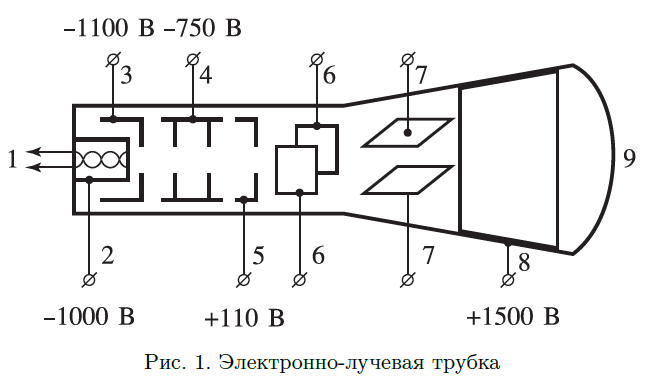 –1100 В –750 В
3 4 6 7
1 9
2 5 6 7 8
–1000 В +110 В +1500 В
Рис. 1. Электронно-лучевая трубка